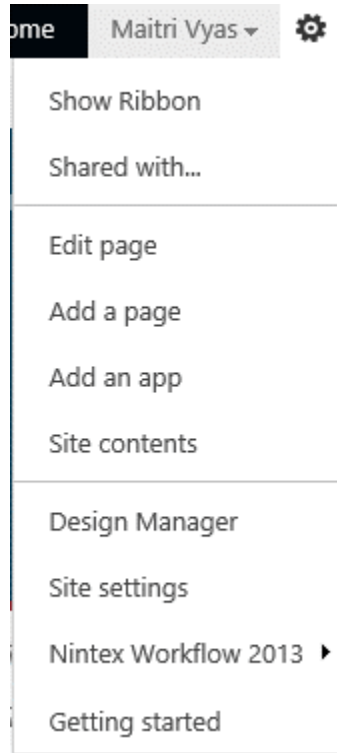 ome Maitri Vyas
Show Ribbon
Shared with...
Edit page
Add a page
Add an app
Site contents
Design Manager
Site settings
Nintex Workflow 2013
Getting started